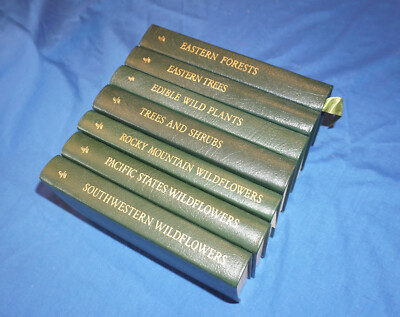 EASTERN FORESTS
EASTERN TREES
EDIBLE WILD PLANTS
TREES AND SHRUBS
ROCKY MOUNTAIN WILDFLOWERS
PACIFIC STATES WILDFLOWERS
SOUTHWESTERN WILDFLOWERS